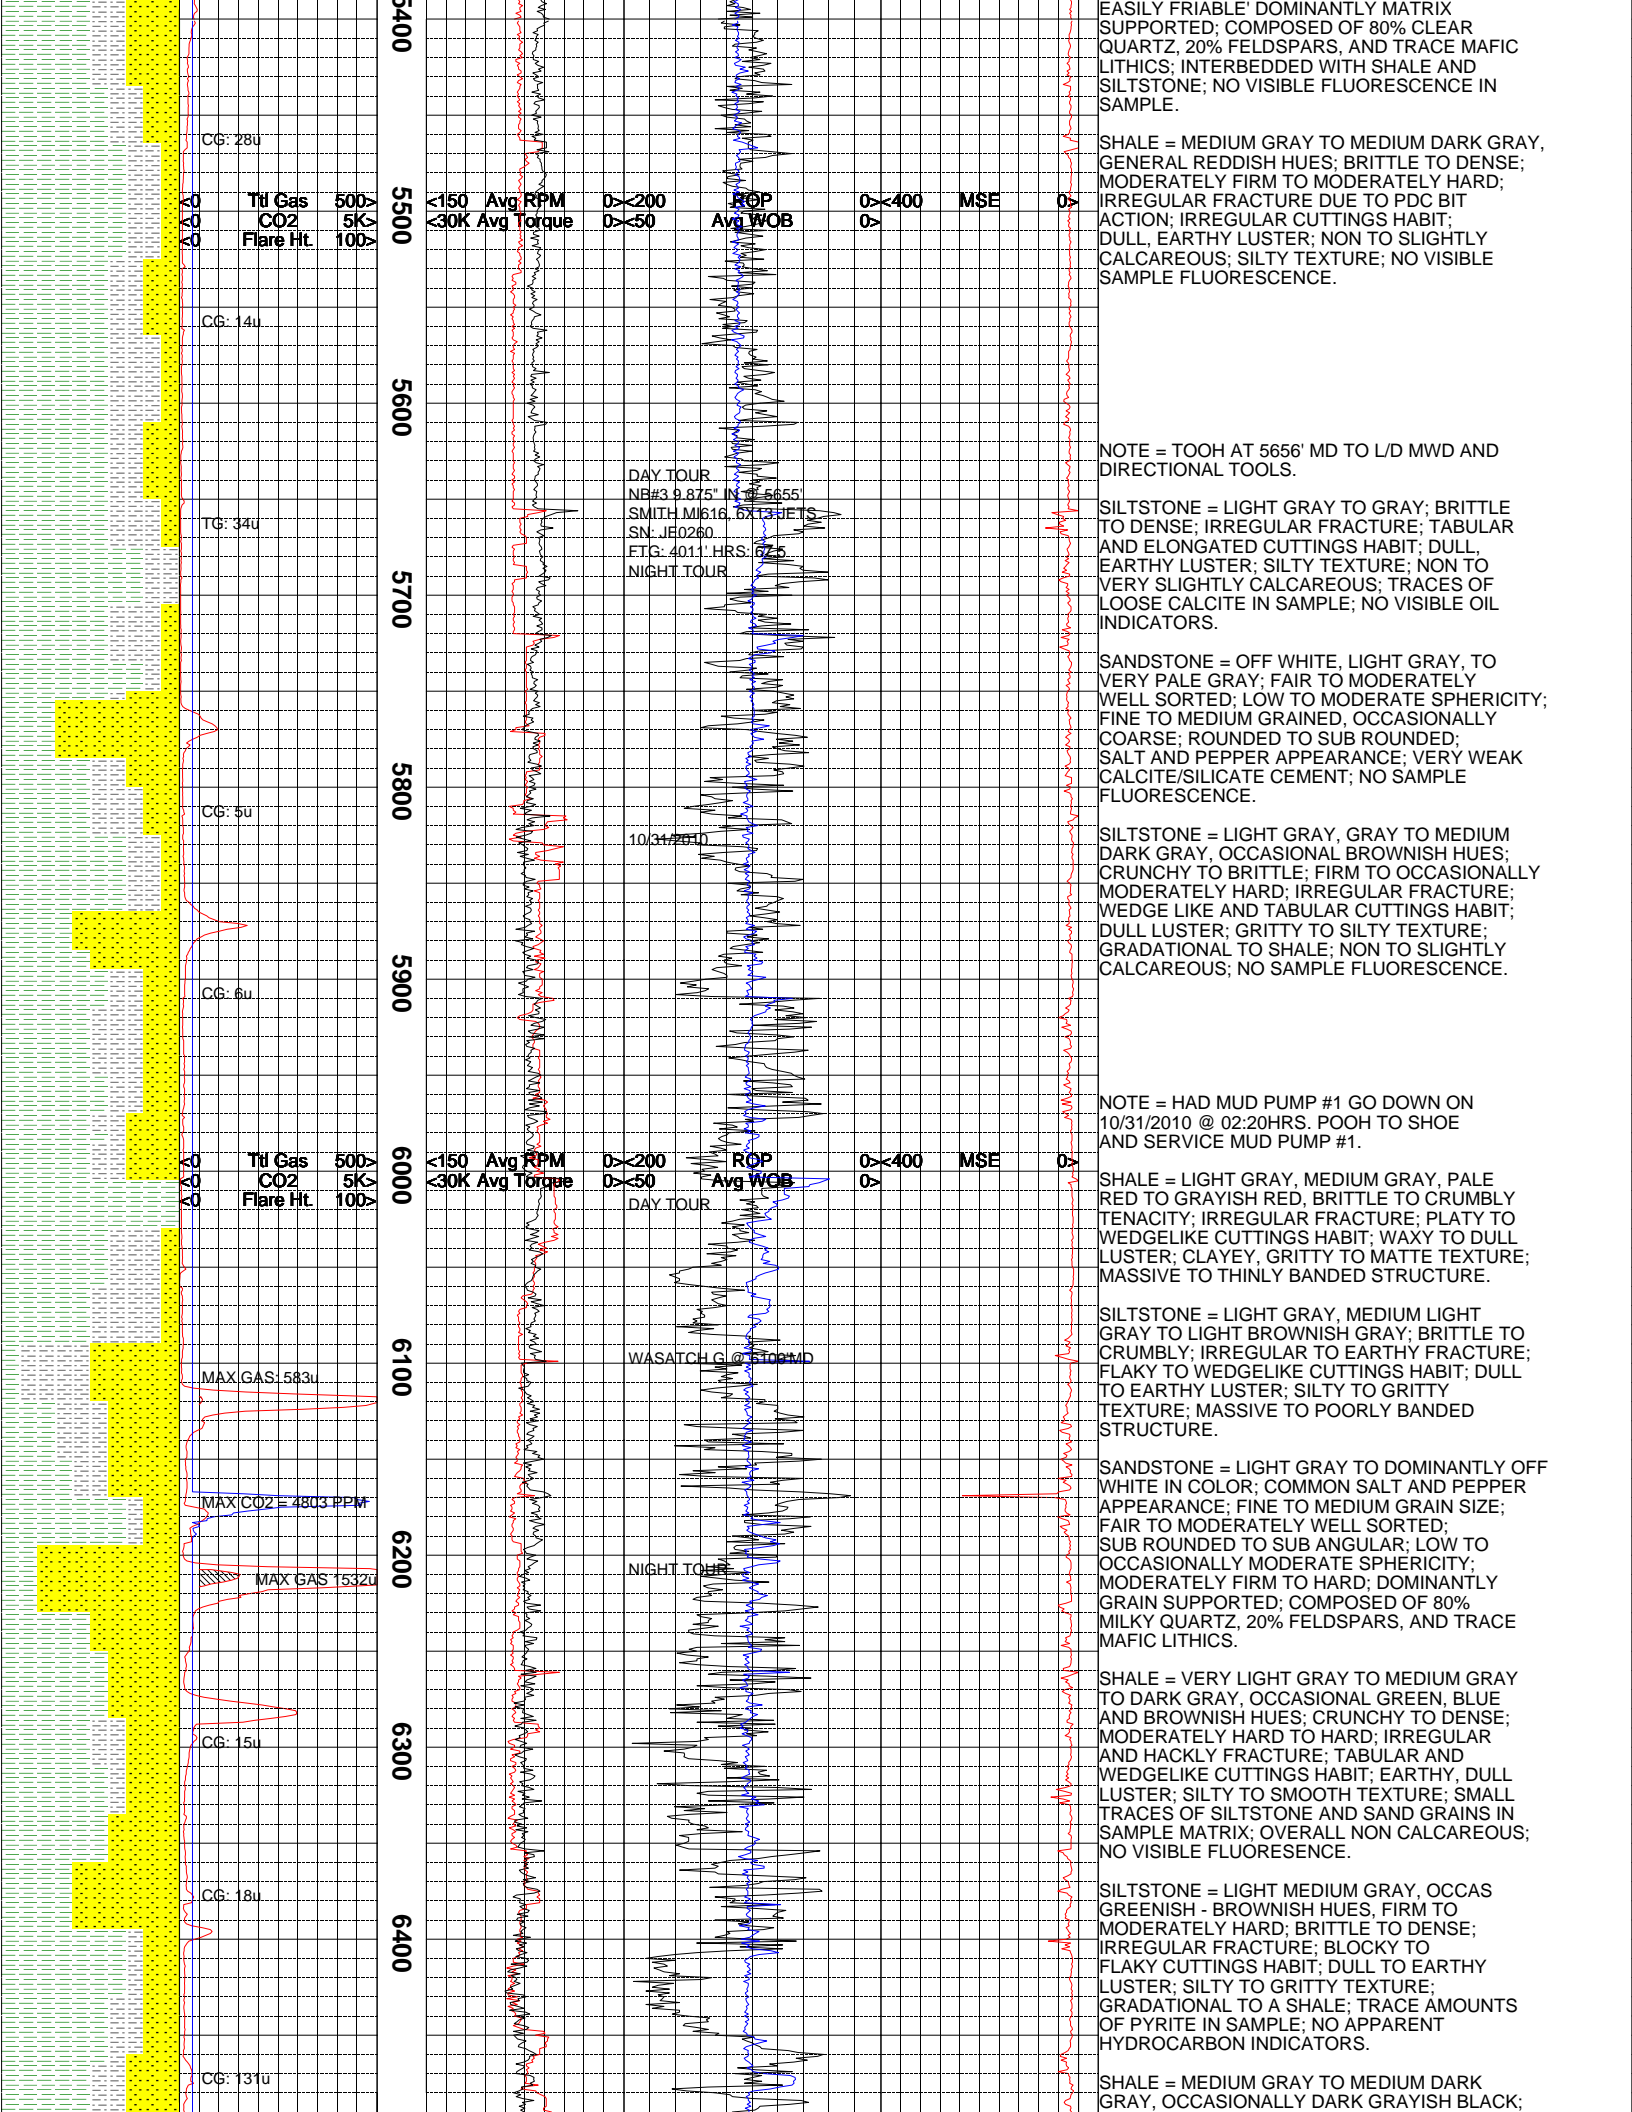 5400
CG: 28u
<0 Ttl Gas 500> <150 Avg RPM 0><200 ROP 0><400 MSE 0>
<0 CO2 5K> <30K Avg Torque 0><50 Avg WOB 0>
<0 Flare Ht. 100>
5500
CG: 14u
5600
DAY TOUR
NB#3 9.875" IN @ 5655'
SMITH MI616, 6X13 JETS
SN: JE0260
FTG: 4011' HRS: 67.5
NIGHT TOUR
TG: 34u
5700
5800
CG: 5u
10/31/2010
5900
CG: 6u
<0 Ttl Gas 500> <150 Avg RPM 0><200 ROP 0><400 MSE 0>
<0 CO2 5K> <30K Avg Torque 0><50 Avg WOB 0>
<0 Flare Ht. 100>
6000
DAY TOUR
WASATCH G @ 6100'MD
MAX GAS: 583u
6100
MAX CO2 = 4803 PPM
6200
NIGHT TOUR
MAX GAS 1532u
CG: 15u
6300
CG: 18u
6400
CG: 131u
EASILY FRIABLE' DOMINANTLY MATRIX
SUPPORTED; COMPOSED OF 80% CLEAR
QUARTZ, 20% FELDSPARS, AND TRACE MAFIC
LITHICS; INTERBEDDED WITH SHALE AND
SILTSTONE; NO VISIBLE FLUORESCENCE IN
SAMPLE.
SHALE = MEDIUM GRAY TO MEDIUM DARK GRAY,
GENERAL REDDISH HUES; BRITTLE TO DENSE;
MODERATELY FIRM TO MODERATELY HARD;
IRREGULAR FRACTURE DUE TO PDC BIT
ACTION; IRREGULAR CUTTINGS HABIT;
DULL, EARTHY LUSTER; NON TO SLIGHTLY
CALCAREOUS; SILTY TEXTURE; NO VISIBLE
SAMPLE FLUORESCENCE.
NOTE = TOOH AT 5656' MD TO L/D MWD AND
DIRECTIONAL TOOLS.
SILTSTONE = LIGHT GRAY TO GRAY; BRITTLE
TO DENSE; IRREGULAR FRACTURE; TABULAR
AND ELONGATED CUTTINGS HABIT; DULL,
EARTHY LUSTER; SILTY TEXTURE; NON TO
VERY SLIGHTLY CALCAREOUS; TRACES OF
LOOSE CALCITE IN SAMPLE; NO VISIBLE OIL
INDICATORS.
SANDSTONE = OFF WHITE, LIGHT GRAY, TO
VERY PALE GRAY; FAIR TO MODERATELY
WELL SORTED; LOW TO MODERATE SPHERICITY;
FINE TO MEDIUM GRAINED, OCCASIONALLY
COARSE; ROUNDED TO SUB ROUNDED;
SALT AND PEPPER APPEARANCE; VERY WEAK
CALCITE/SILICATE CEMENT; NO SAMPLE
FLUORESCENCE.
SILTSTONE = LIGHT GRAY, GRAY TO MEDIUM
DARK GRAY, OCCASIONAL BROWNISH HUES;
CRUNCHY TO BRITTLE; FIRM TO OCCASIONALLY
MODERATELY HARD; IRREGULAR FRACTURE;
WEDGE LIKE AND TABULAR CUTTINGS HABIT;
DULL LUSTER; GRITTY TO SILTY TEXTURE;
GRADATIONAL TO SHALE; NON TO SLIGHTLY
CALCAREOUS; NO SAMPLE FLUORESCENCE.
NOTE = HAD MUD PUMP #1 GO DOWN ON
10/31/2010 @ 02:20HRS. POOH TO SHOE
AND SERVICE MUD PUMP #1.
SHALE = LIGHT GRAY, MEDIUM GRAY, PALE
RED TO GRAYISH RED, BRITTLE TO CRUMBLY
TENACITY; IRREGULAR FRACTURE; PLATY TO
WEDGELIKE CUTTINGS HABIT; WAXY TO DULL
LUSTER; CLAYEY, GRITTY TO MATTE TEXTURE;
MASSIVE TO THINLY BANDED STRUCTURE.
SILTSTONE = LIGHT GRAY, MEDIUM LIGHT
GRAY TO LIGHT BROWNISH GRAY; BRITTLE TO
CRUMBLY; IRREGULAR TO EARTHY FRACTURE;
FLAKY TO WEDGELIKE CUTTINGS HABIT; DULL
TO EARTHY LUSTER; SILTY TO GRITTY
TEXTURE; MASSIVE TO POORLY BANDED
STRUCTURE.
SANDSTONE = LIGHT GRAY TO DOMINANTLY OFF
WHITE IN COLOR; COMMON SALT AND PEPPER
APPEARANCE; FINE TO MEDIUM GRAIN SIZE;
FAIR TO MODERATELY WELL SORTED;
SUB ROUNDED TO SUB ANGULAR; LOW TO
OCCASIONALLY MODERATE SPHERICITY;
MODERATELY FIRM TO HARD; DOMINANTLY
GRAIN SUPPORTED; COMPOSED OF 80%
MILKY QUARTZ, 20% FELDSPARS, AND TRACE
MAFIC LITHICS.
SHALE = VERY LIGHT GRAY TO MEDIUM GRAY
TO DARK GRAY, OCCASIONAL GREEN, BLUE
AND BROWNISH HUES; CRUNCHY TO DENSE;
MODERATELY HARD TO HARD; IRREGULAR
AND HACKLY FRACTURE; TABULAR AND
WEDGELIKE CUTTINGS HABIT; EARTHY, DULL
LUSTER; SILTY TO SMOOTH TEXTURE; SMALL
TRACES OF SILTSTONE AND SAND GRAINS IN
SAMPLE MATRIX; OVERALL NON CALCAREOUS;
NO VISIBLE FLUORESENCE.
SILTSTONE = LIGHT MEDIUM GRAY, OCCAS
GREENISH - BROWNISH HUES, FIRM TO
MODERATELY HARD; BRITTLE TO DENSE;
IRREGULAR FRACTURE; BLOCKY TO
FLAKY CUTTINGS HABIT; DULL TO EARTHY
LUSTER; SILTY TO GRITTY TEXTURE;
GRADATIONAL TO A SHALE; TRACE AMOUNTS
OF PYRITE IN SAMPLE; NO APPARENT
HYDROCARBON INDICATORS.
SHALE = MEDIUM GRAY TO MEDIUM DARK
GRAY, OCCASIONALLY DARK GRAYISH BLACK;